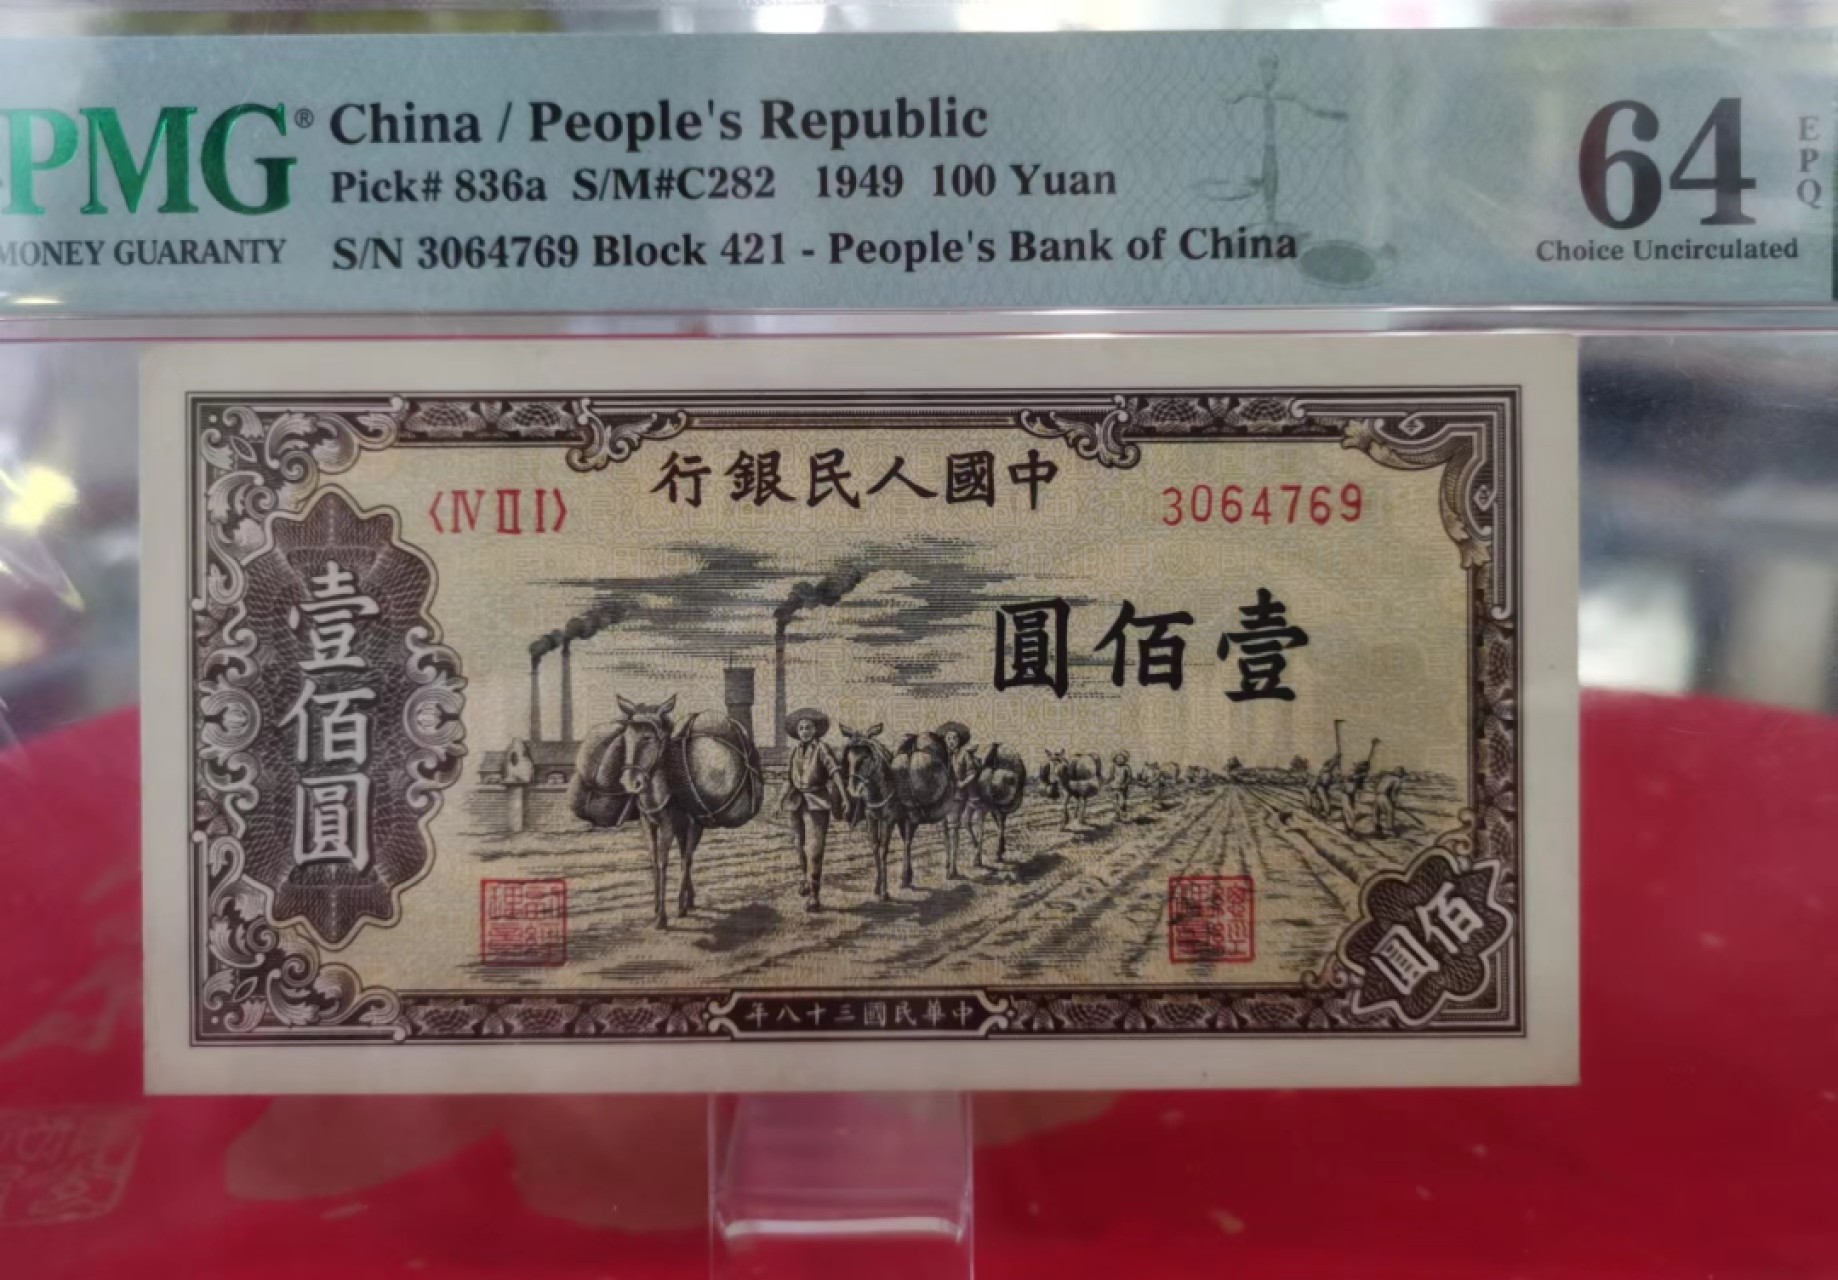 PMG® China / People's Republic
Pick# 836a S/M#C282 1949 100 Yuan
MONEY GUARANTY
S/N 3064769 Block 421 - People's Bank of China
64
EPQ
Choice Uncirculated
行銀民人國中
〈ⅣⅡⅠ〉
3064769
壹佰圓
圓佰壹
佰圓
年八十三國民華中